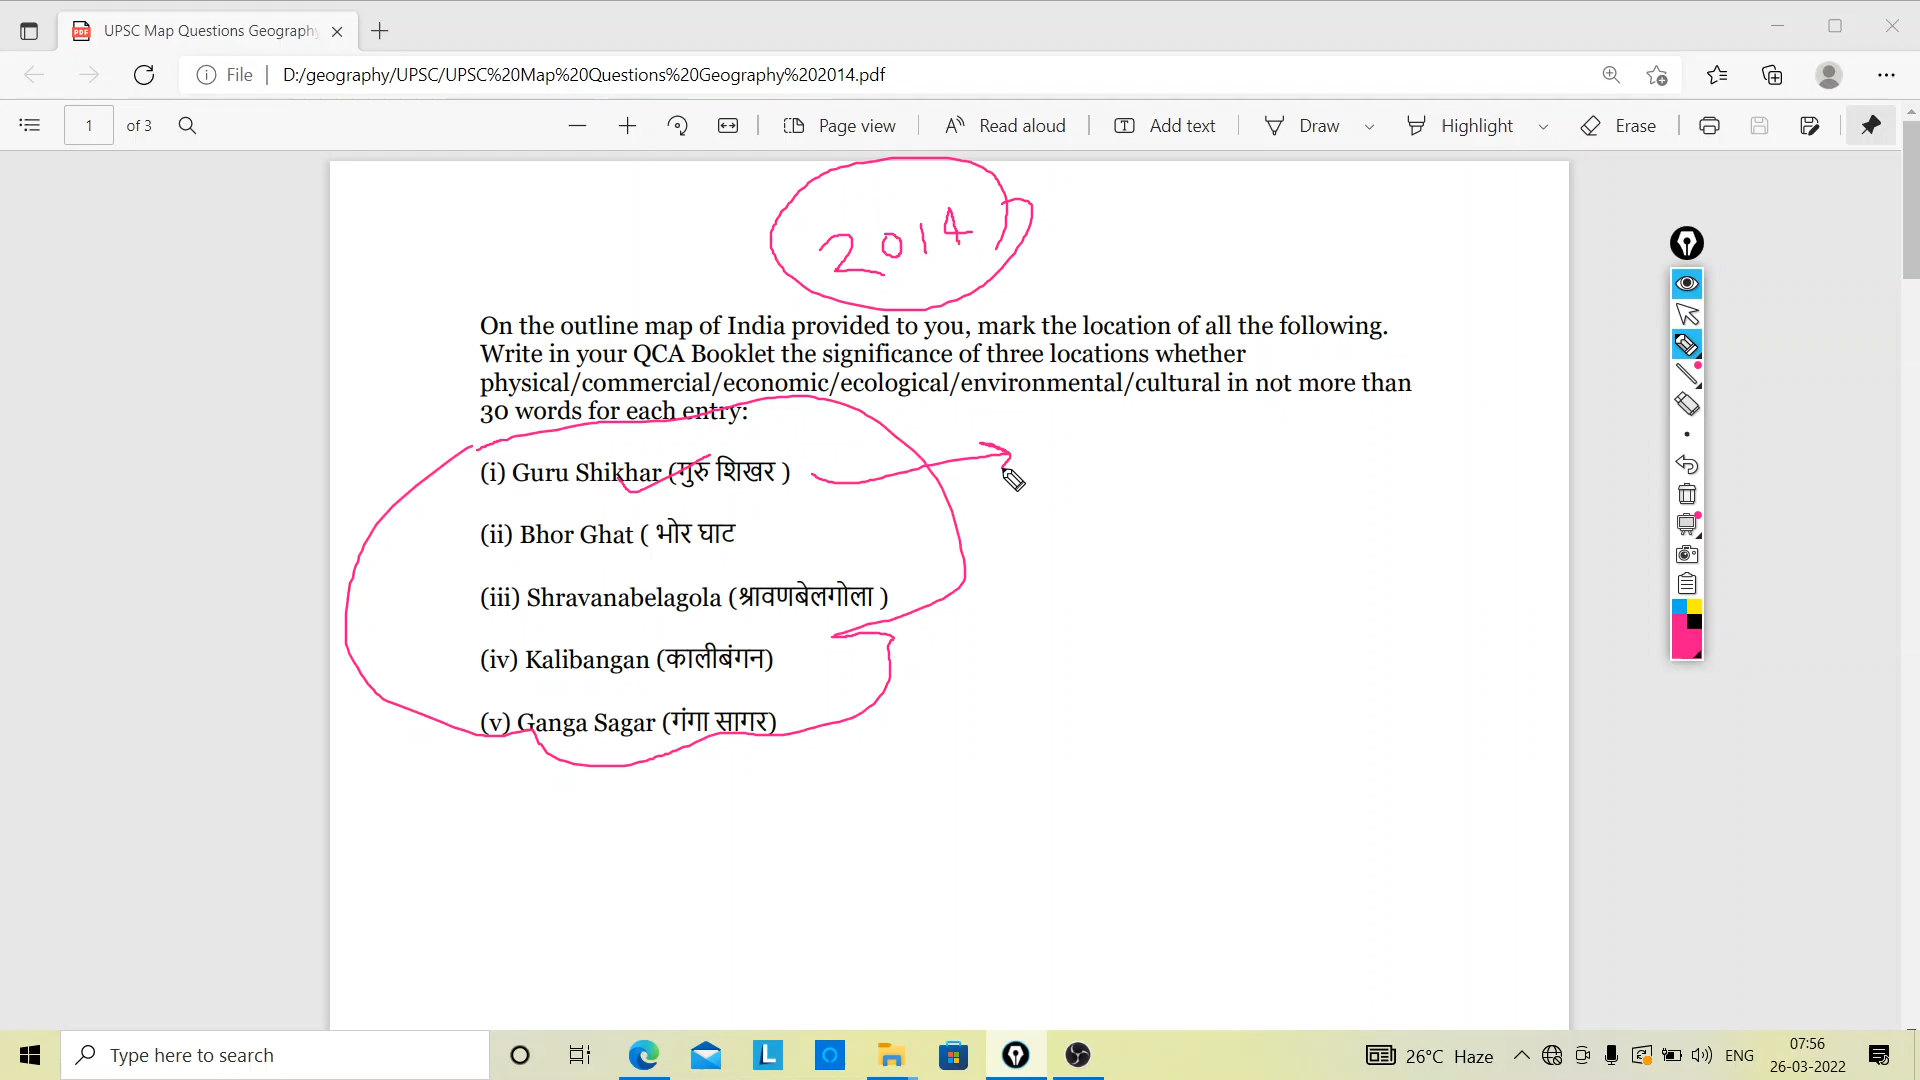 UPSC Map Questions Geography
File D:/geography/UPSC/UPSC%20Map%20Questions%20Geography%202014.pdf
1 of 3 Page view Read aloud Add text Draw Highlight Erase
2014
On the outline map of India provided to you, mark the location of all the following.
Write in your QCA Booklet the significance of three locations whether
physical/commercial/economic/ecological/environmental/cultural in not more than
30 words for each entry:
(i) Guru Shikhar (गुरु शिखर )
(ii) Bhor Ghat ( भोर घाट
(iii) Shravanabelagola (श्रावणबेलगोला )
(iv) Kalibangan (कालीबंगन)
(v) Ganga Sagar (गंगा सागर)
Type here to search 26°C Haze ENG 07:56
26-03-2022